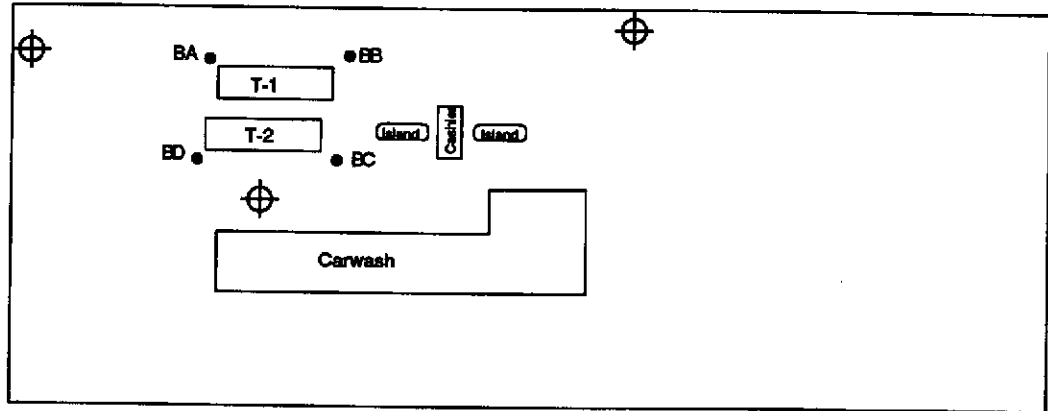 BA
BB
T-1
T-2
Island
Cashier
Island
BD
BC
Carwash